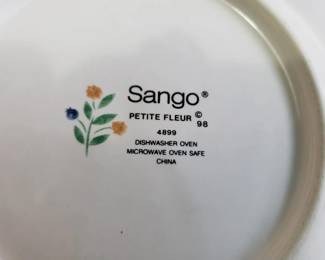 Sango®
PETITE FLEUR © 98
4899
DISHWASHER OVEN
MICROWAVE OVEN SAFE
CHINA